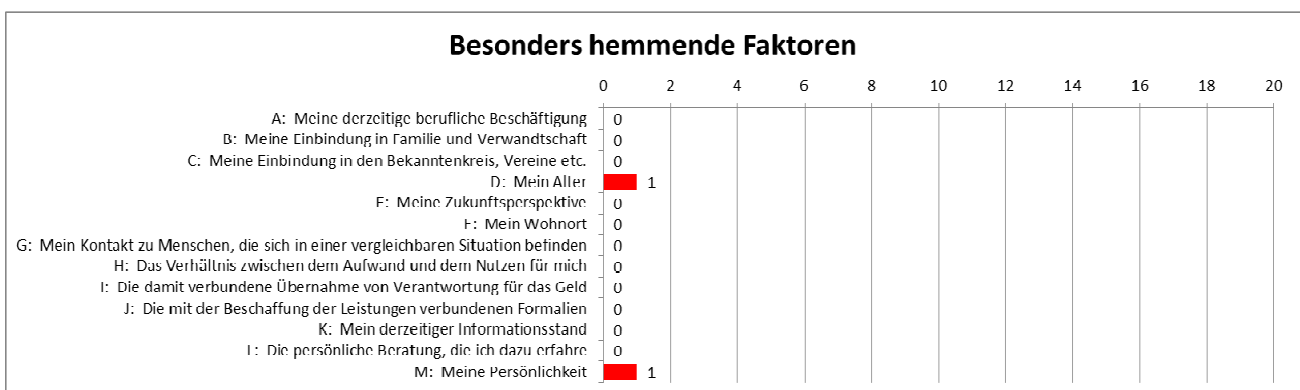 Besonders hemmende Faktoren
0 2 4 6 8 10 12 14 16 18 20
A: Meine derzeitige berufliche Beschäftigung 0
B: Meine Einbindung in Familie und Verwandtschaft 0
C: Meine Einbindung in den Bekanntenkreis, Vereine etc. 0
D: Mein Alter 1
E: Meine Zukunftsperspektive 0
F: Mein Wohnort 0
G: Mein Kontakt zu Menschen, die sich in einer vergleichbaren Situation befinden 0
H: Das Verhältnis zwischen dem Aufwand und dem Nutzen für mich 0
I: Die damit verbundene Übernahme von Verantwortung für das Geld 0
J: Die mit der Beschaffung der Leistungen verbundenen Formalien 0
K: Mein derzeitiger Informationsstand 0
L: Die persönliche Beratung, die ich dazu erfahre 0
M: Meine Persönlichkeit 1